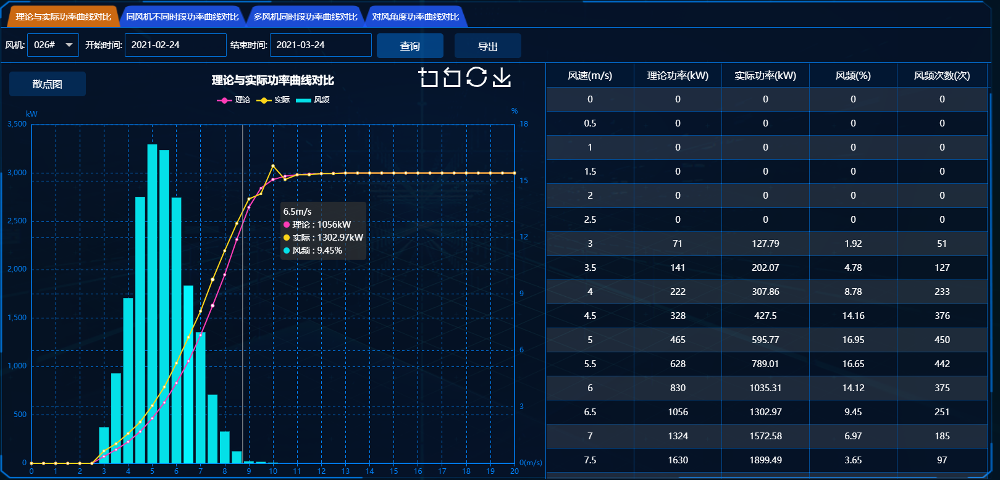 理论与实际功率曲线对比 同风机不同时段功率曲线对比 多风机同时段功率曲线对比 对风角度功率曲线对比
风机: 026# 开始时间: 2021-02-24 结束时间: 2021-03-24 查询 导出
散点图
理论与实际功率曲线对比
理论 实际 风频
kW
%
3,500
3,000
2,500
2,000
1,500
1,000
500
0
18
15
12
9
6
3
0(m/s)
0 1 2 3 4 5 6 7 8 9 10 11 12 13 14 15 16 17 18 19 20
6.5m/s
理论 : 1056kW
实际 : 1302.97kW
风频 : 9.45%
风速(m/s) 理论功率(kW) 实际功率(kW) 风频(%) 风频次数(次)
0 0 0 0 0
0.5 0 0 0 0
1 0 0 0 0
1.5 0 0 0 0
2 0 0 0 0
2.5 0 0 0 0
3 71 127.79 1.92 51
3.5 141 202.07 4.78 127
4 222 307.86 8.78 233
4.5 328 427.5 14.16 376
5 465 595.77 16.95 450
5.5 628 789.01 16.65 442
6 830 1035.31 14.12 375
6.5 1056 1302.97 9.45 251
7 1324 1572.58 6.97 185
7.5 1630 1899.49 3.65 97